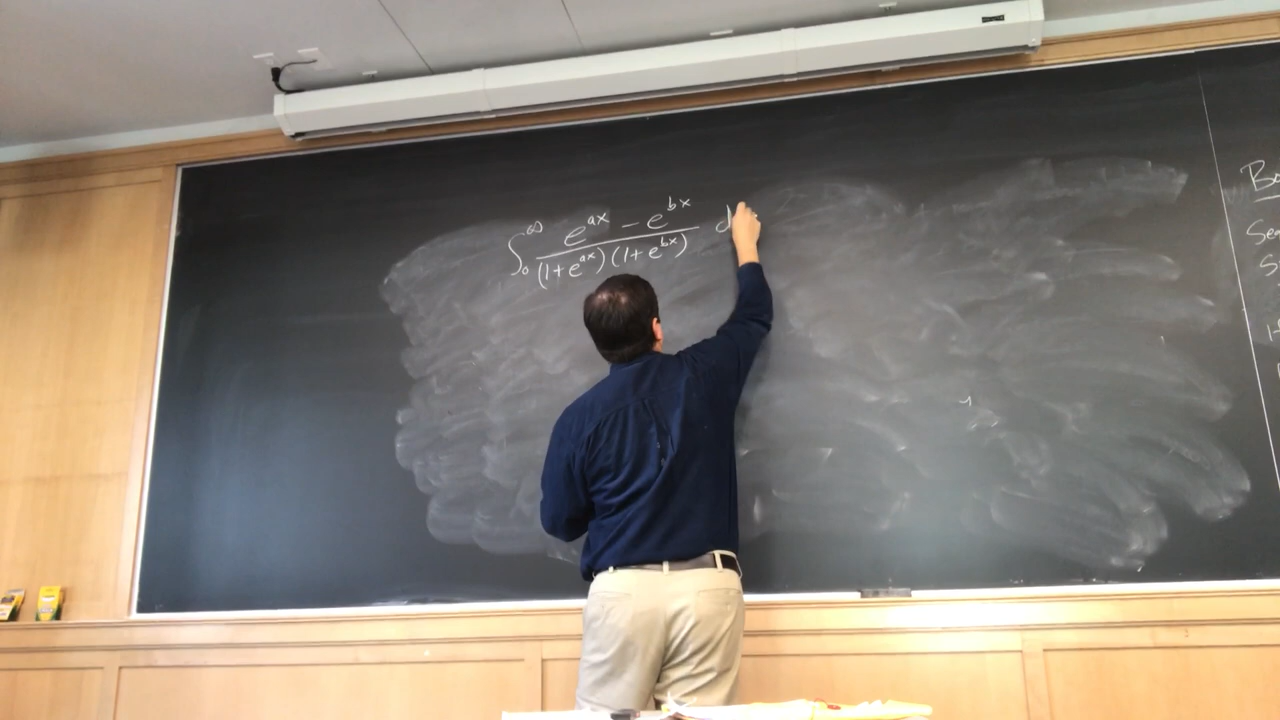 ∫₀^∞ (e^{ax} - e^{bx}) / ((1+e^{ax})(1+e^{bx})) d